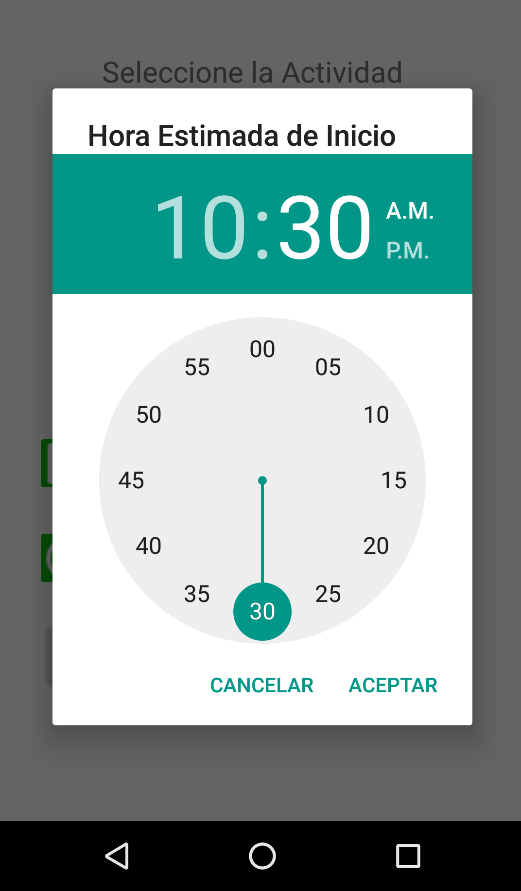 Seleccione la Actividad
Hora Estimada de Inicio
10:30 A.M.
P.M.
00
55 05
50 10
45 15
40 20
35 25
30
CANCELAR ACEPTAR